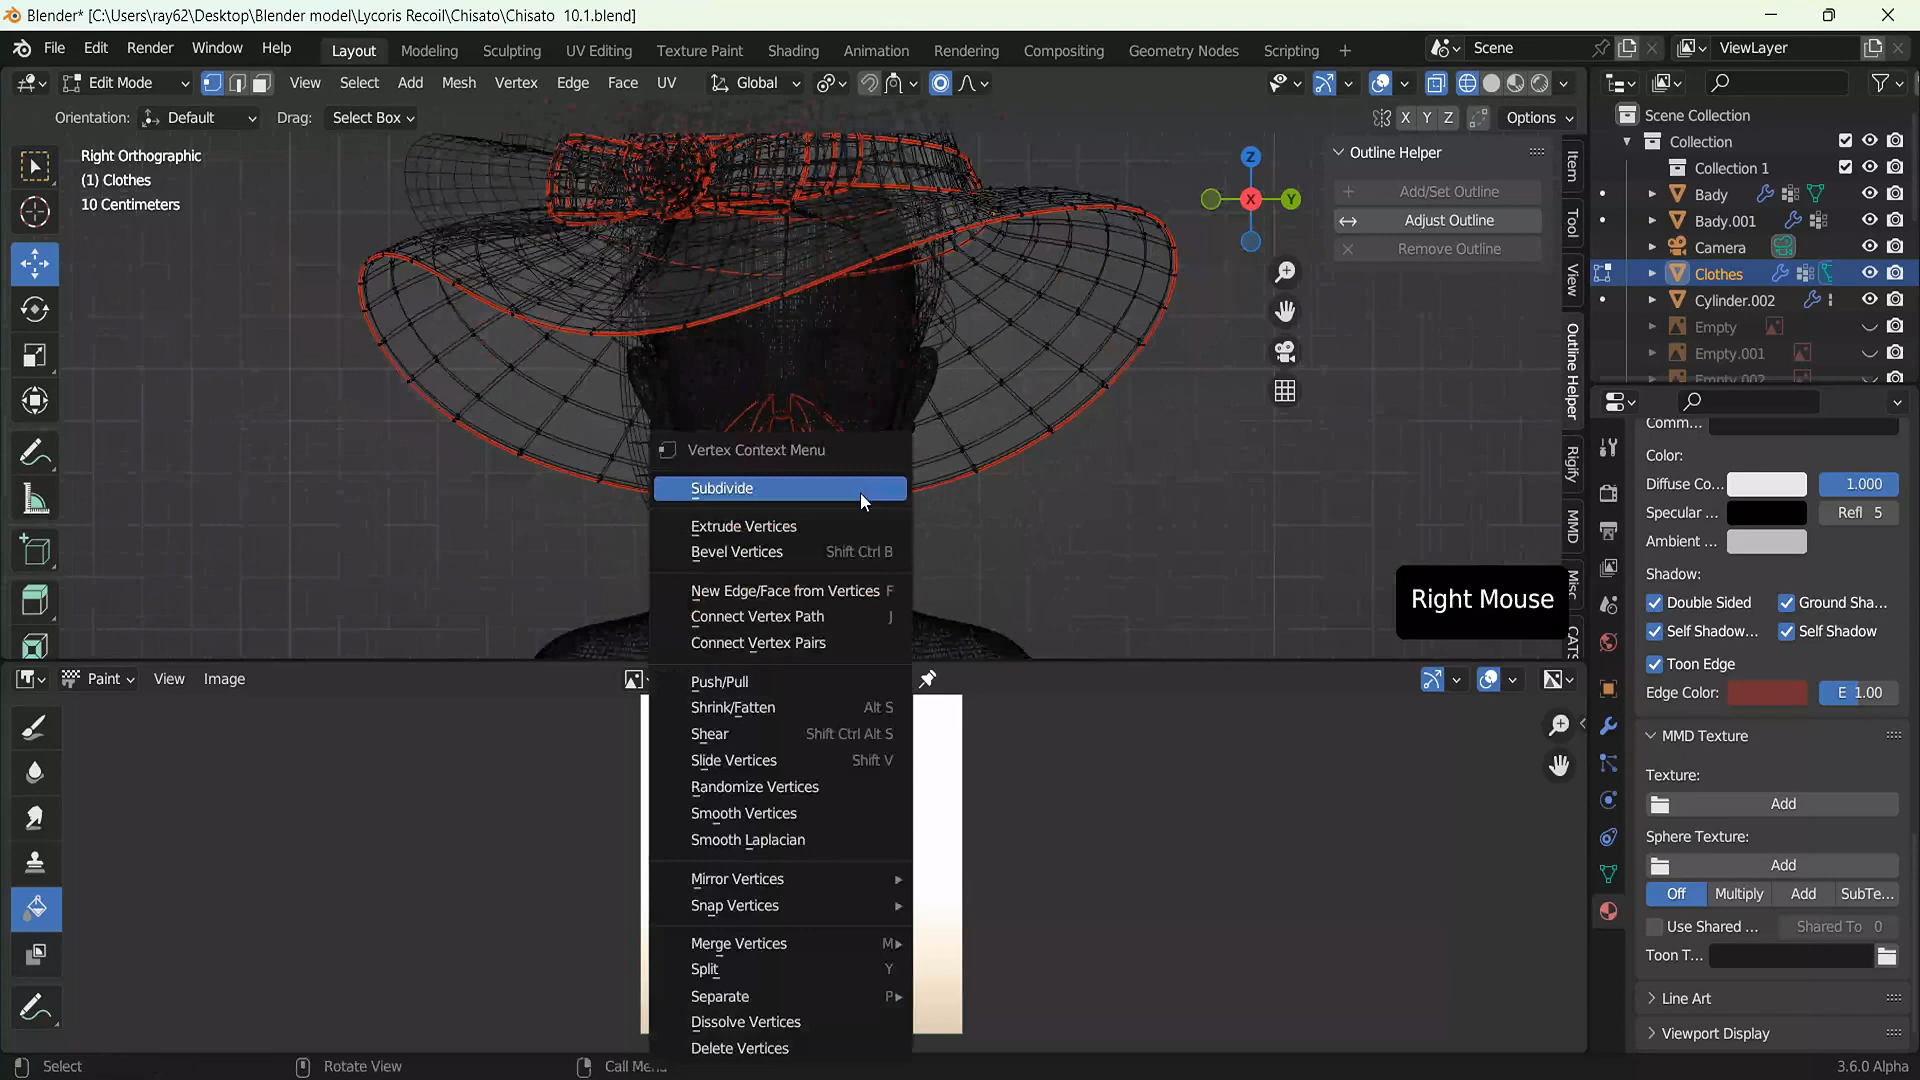 Blender* [C:\Users\ray62\Desktop\Blender model\Lycoris Recoil\Chisato\Chisato 10.1.blend]
File Edit Render Window Help Layout Modeling Sculpting UV Editing Texture Paint Shading Animation Rendering Compositing Geometry Nodes Scripting + Scene ViewLayer
Edit Mode View Select Add Mesh Vertex Edge Face UV Global
Orientation: Default Drag: Select Box X Y Z Options
Right Orthographic
(1) Clothes
10 Centimeters
Z
X
Y
Outline Helper
Add/Set Outline
Adjust Outline
Remove Outline
Item
Tool
View
Outline Helper
Rigify
MMD
Misc
CATS
Scene Collection
Collection
Collection 1
Bady
Bady.001
Camera
Clothes
Cylinder.002
Empty
Empty.001
Empty.002
Vertex Context Menu
Subdivide
Extrude Vertices
Bevel Vertices Shift Ctrl B
New Edge/Face from Vertices F
Connect Vertex Path J
Connect Vertex Pairs
Push/Pull
Shrink/Fatten Alt S
Shear Shift Ctrl Alt S
Slide Vertices Shift V
Randomize Vertices
Smooth Vertices
Smooth Laplacian
Mirror Vertices
Snap Vertices
Merge Vertices M
Split Y
Separate P
Dissolve Vertices
Delete Vertices
Right Mouse
Paint View Image
Comm...
Color:
Diffuse Co... 1.000
Specular ... Refl 5
Ambient ...
Shadow:
Double Sided Ground Sha...
Self Shadow... Self Shadow
Toon Edge
Edge Color: E 1.00
MMD Texture
Texture:
Add
Sphere Texture:
Add
Off Multiply Add SubTe...
Use Shared ... Shared To 0
Toon T...
Line Art
Viewport Display
Select Rotate View Call Menu 3.6.0 Alpha